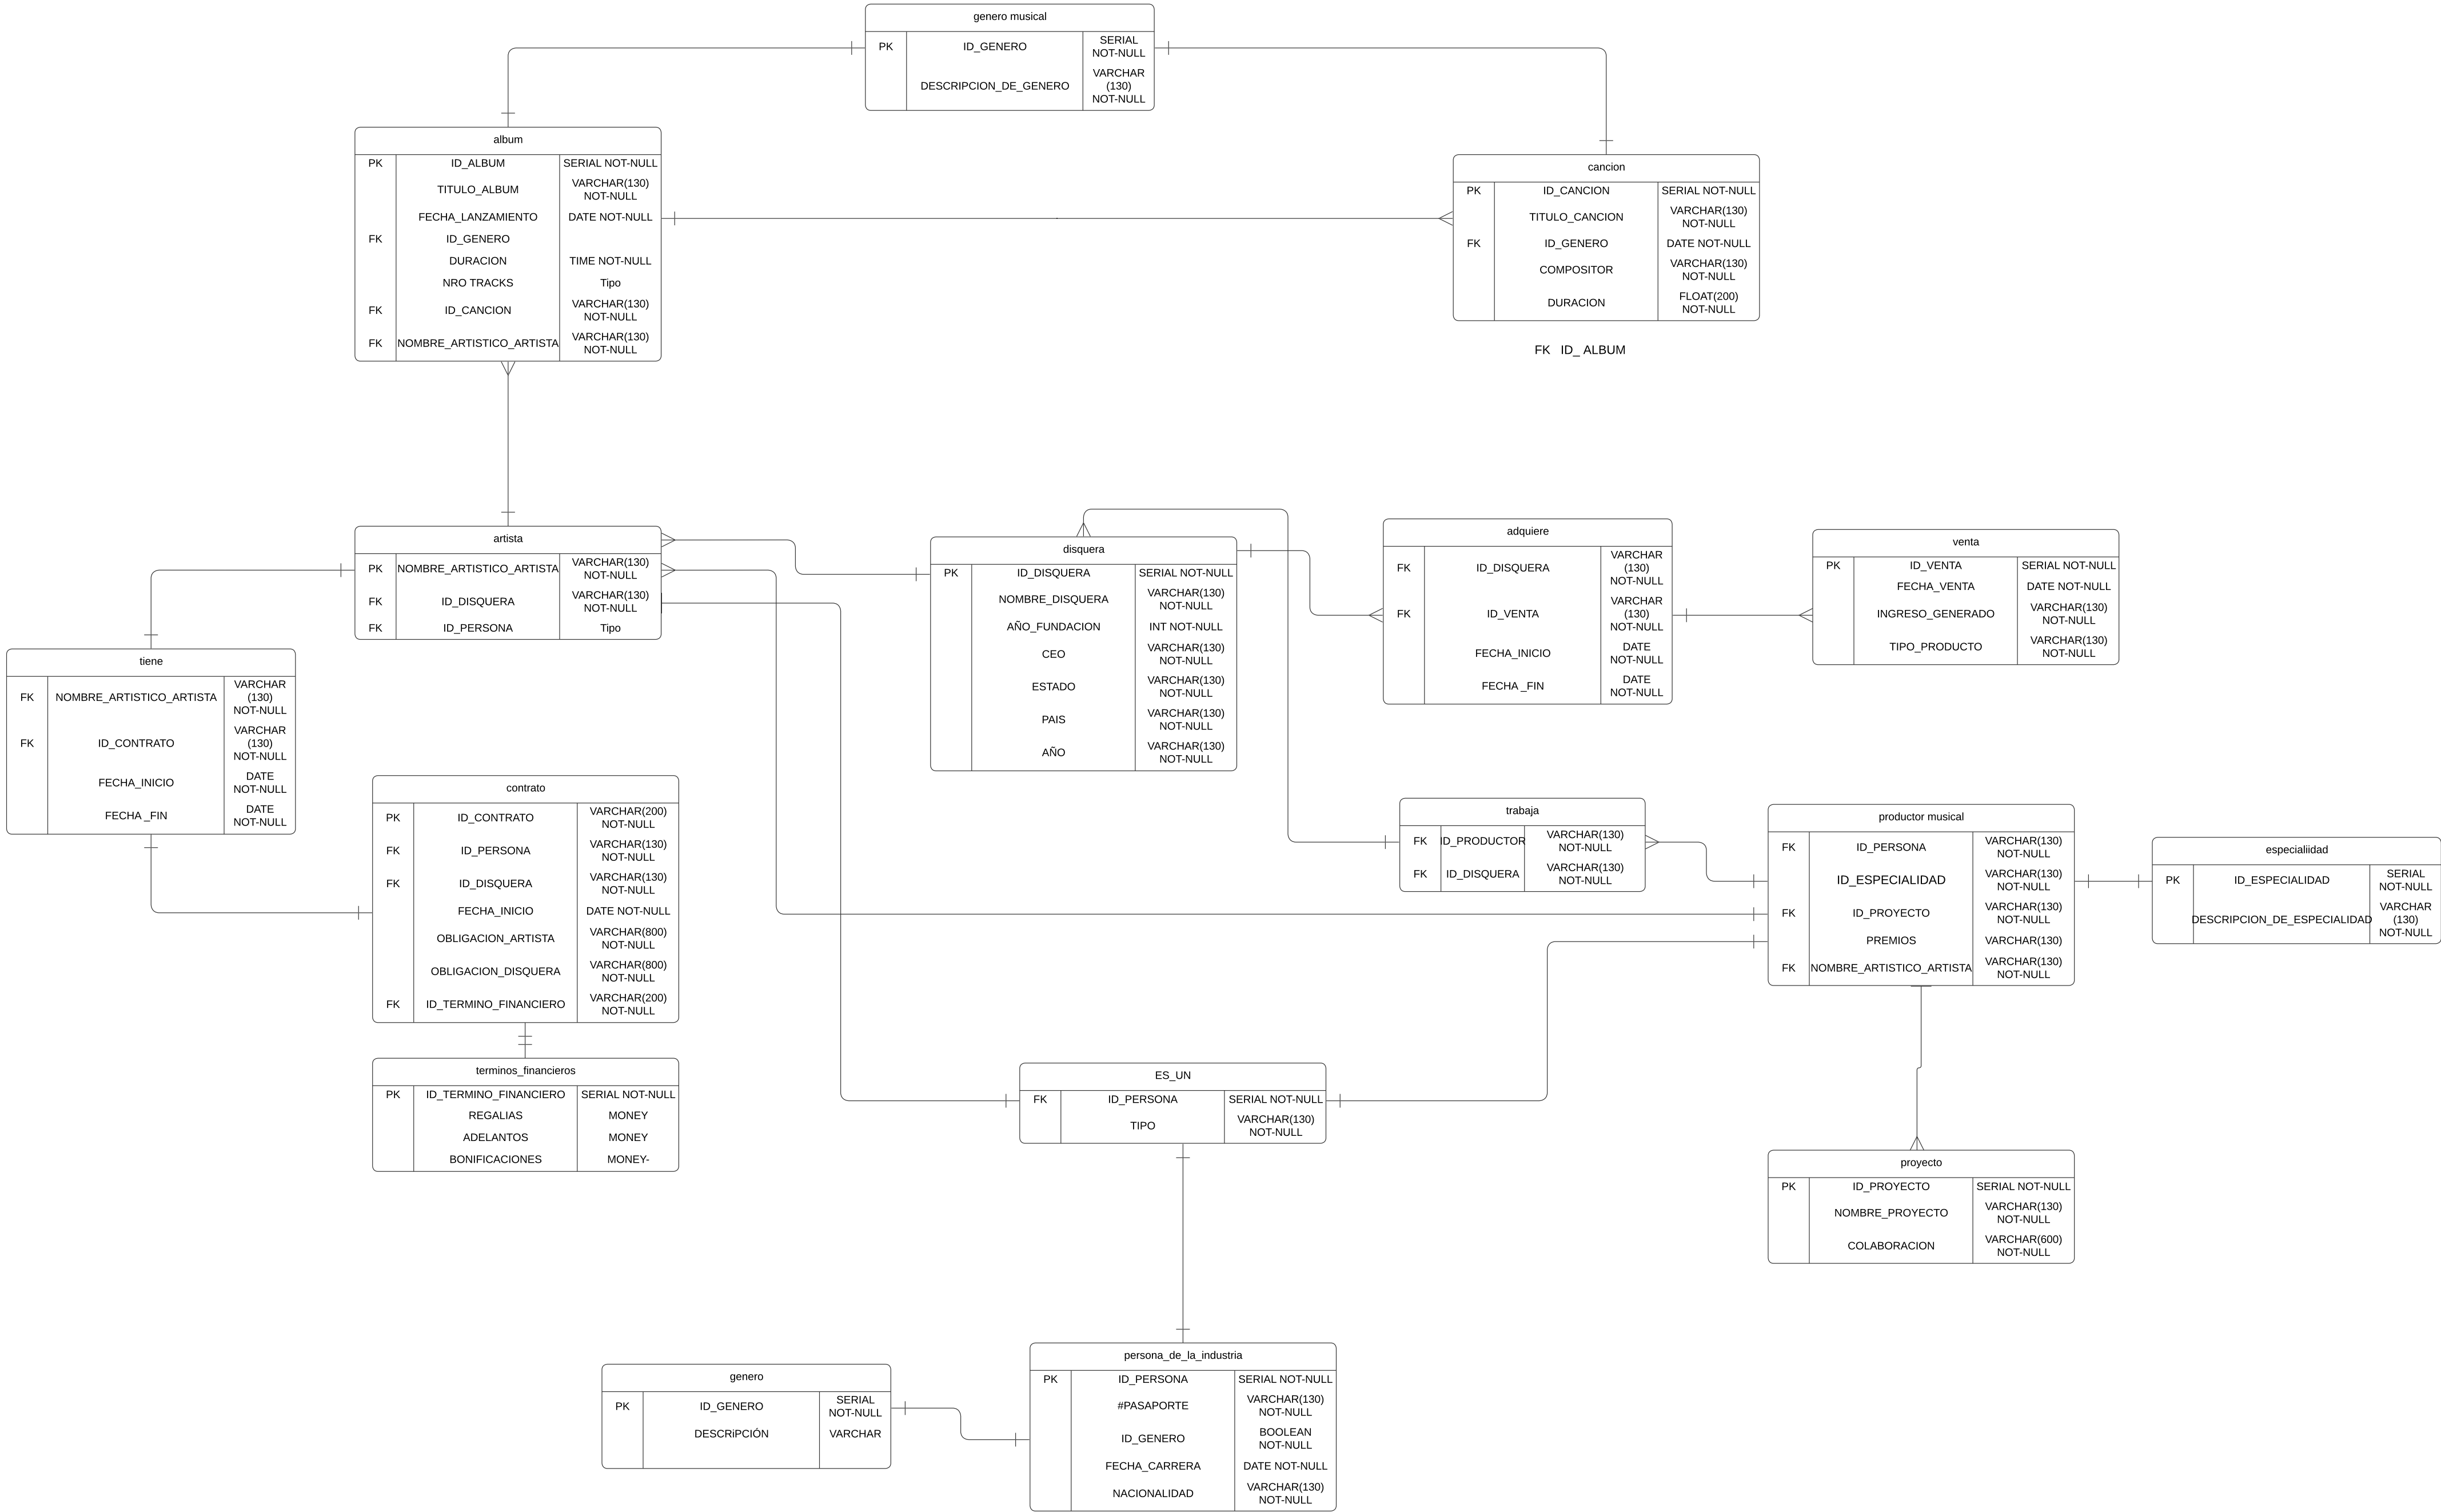 genero musical
PK ID_GENERO SERIAL
NOT-NULL
DESCRIPCION_DE_GENERO VARCHAR
(130)
NOT-NULL
album
PK ID_ALBUM SERIAL NOT-NULL
TITULO_ALBUM VARCHAR(130)
NOT-NULL
FECHA_LANZAMIENTO DATE NOT-NULL
FK ID_GENERO
DURACION TIME NOT-NULL
NRO TRACKS Tipo
FK ID_CANCION VARCHAR(130)
NOT-NULL
FK NOMBRE_ARTISTICO_ARTISTA VARCHAR(130)
NOT-NULL
cancion
PK ID_CANCION SERIAL NOT-NULL
TITULO_CANCION VARCHAR(130)
NOT-NULL
FK ID_GENERO DATE NOT-NULL
COMPOSITOR VARCHAR(130)
NOT-NULL
DURACION FLOAT(200)
NOT-NULL
FK ID_ ALBUM
artista
PK NOMBRE_ARTISTICO_ARTISTA VARCHAR(130)
NOT-NULL
FK ID_DISQUERA VARCHAR(130)
NOT-NULL
FK ID_PERSONA Tipo
disquera
PK ID_DISQUERA SERIAL NOT-NULL
NOMBRE_DISQUERA VARCHAR(130)
NOT-NULL
AÑO_FUNDACION INT NOT-NULL
CEO VARCHAR(130)
NOT-NULL
ESTADO VARCHAR(130)
NOT-NULL
PAIS VARCHAR(130)
NOT-NULL
AÑO VARCHAR(130)
NOT-NULL
adquiere
FK ID_DISQUERA VARCHAR
(130)
NOT-NULL
FK ID_VENTA VARCHAR
(130)
NOT-NULL
FECHA_INICIO DATE
NOT-NULL
FECHA _FIN DATE
NOT-NULL
venta
PK ID_VENTA SERIAL NOT-NULL
FECHA_VENTA DATE NOT-NULL
INGRESO_GENERADO VARCHAR(130)
NOT-NULL
TIPO_PRODUCTO VARCHAR(130)
NOT-NULL
tiene
FK NOMBRE_ARTISTICO_ARTISTA VARCHAR
(130)
NOT-NULL
FK ID_CONTRATO VARCHAR
(130)
NOT-NULL
FECHA_INICIO DATE
NOT-NULL
FECHA _FIN DATE
NOT-NULL
contrato
PK ID_CONTRATO VARCHAR(200)
NOT-NULL
FK ID_PERSONA VARCHAR(130)
NOT-NULL
FK ID_DISQUERA VARCHAR(130)
NOT-NULL
FECHA_INICIO DATE NOT-NULL
OBLIGACION_ARTISTA VARCHAR(800)
NOT-NULL
OBLIGACION_DISQUERA VARCHAR(800)
NOT-NULL
FK ID_TERMINO_FINANCIERO VARCHAR(200)
NOT-NULL
trabaja
FK ID_PRODUCTOR VARCHAR(130)
NOT-NULL
FK ID_DISQUERA VARCHAR(130)
NOT-NULL
productor musical
FK ID_PERSONA VARCHAR(130)
NOT-NULL
ID_ESPECIALIDAD VARCHAR(130)
NOT-NULL
FK ID_PROYECTO VARCHAR(130)
NOT-NULL
PREMIOS VARCHAR(130)
FK NOMBRE_ARTISTICO_ARTISTA VARCHAR(130)
NOT-NULL
especialiidad
PK ID_ESPECIALIDAD SERIAL
NOT-NULL
DESCRIPCION_DE_ESPECIALIDAD VARCHAR
(130)
NOT-NULL
terminos_financieros
PK ID_TERMINO_FINANCIERO SERIAL NOT-NULL
REGALIAS MONEY
ADELANTOS MONEY
BONIFICACIONES MONEY-
ES_UN
FK ID_PERSONA SERIAL NOT-NULL
TIPO VARCHAR(130)
NOT-NULL
proyecto
PK ID_PROYECTO SERIAL NOT-NULL
NOMBRE_PROYECTO VARCHAR(130)
NOT-NULL
COLABORACION VARCHAR(600)
NOT-NULL
genero
PK ID_GENERO SERIAL
NOT-NULL
DESCRiPCIÓN VARCHAR
persona_de_la_industria
PK ID_PERSONA SERIAL NOT-NULL
#PASAPORTE VARCHAR(130)
NOT-NULL
ID_GENERO BOOLEAN
NOT-NULL
FECHA_CARRERA DATE NOT-NULL
NACIONALIDAD VARCHAR(130)
NOT-NULL